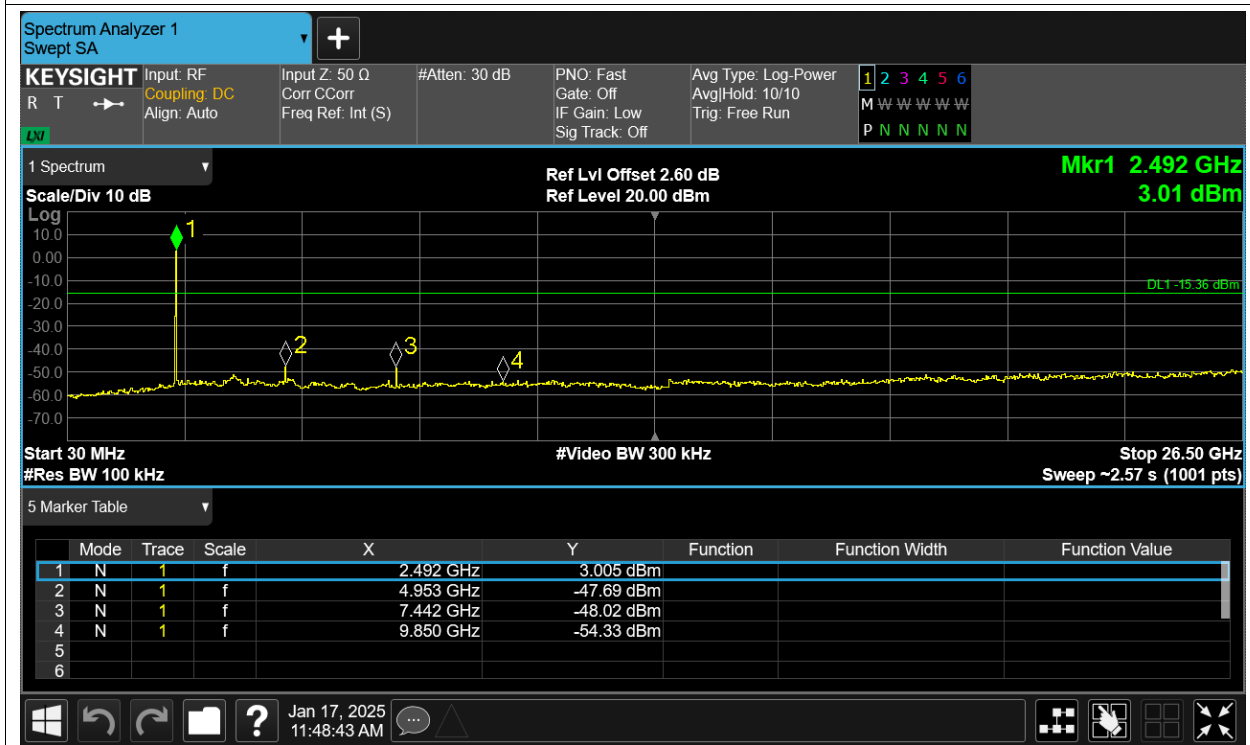 Spectrum Analyzer 1
Swept SA
KEYSIGHT
R T
LXI
Input: RF
Coupling: DC
Align: Auto
Input Z: 50 Ω
Corr CCorr
Freq Ref: Int (S)
#Atten: 30 dB
PNO: Fast
Gate: Off
IF Gain: Low
Sig Track: Off
Avg Type: Log-Power
Avg|Hold: 10/10
Trig: Free Run
1 2 3 4 5 6
M W W W W W W
P N N N N N
1 Spectrum
Scale/Div 10 dB
Ref Lvl Offset 2.60 dB
Ref Level 20.00 dBm
Mkr1 2.492 GHz
3.01 dBm
Log
10.0
0.00
-10.0
-20.0
-30.0
-40.0
-50.0
-60.0
-70.0
1
2
3
4
DL1 -15.36 dBm
Start 30 MHz
#Res BW 100 kHz
#Video BW 300 kHz
Stop 26.50 GHz
Sweep ~2.57 s (1001 pts)
5 Marker Table
Mode Trace Scale X Y Function Function Width Function Value
1 N 1 f 2.492 GHz 3.005 dBm
2 N 1 f 4.953 GHz -47.69 dBm
3 N 1 f 7.442 GHz -48.02 dBm
4 N 1 f 9.850 GHz -54.33 dBm
5
6
?
Jan 17, 2025
11:48:43 AM